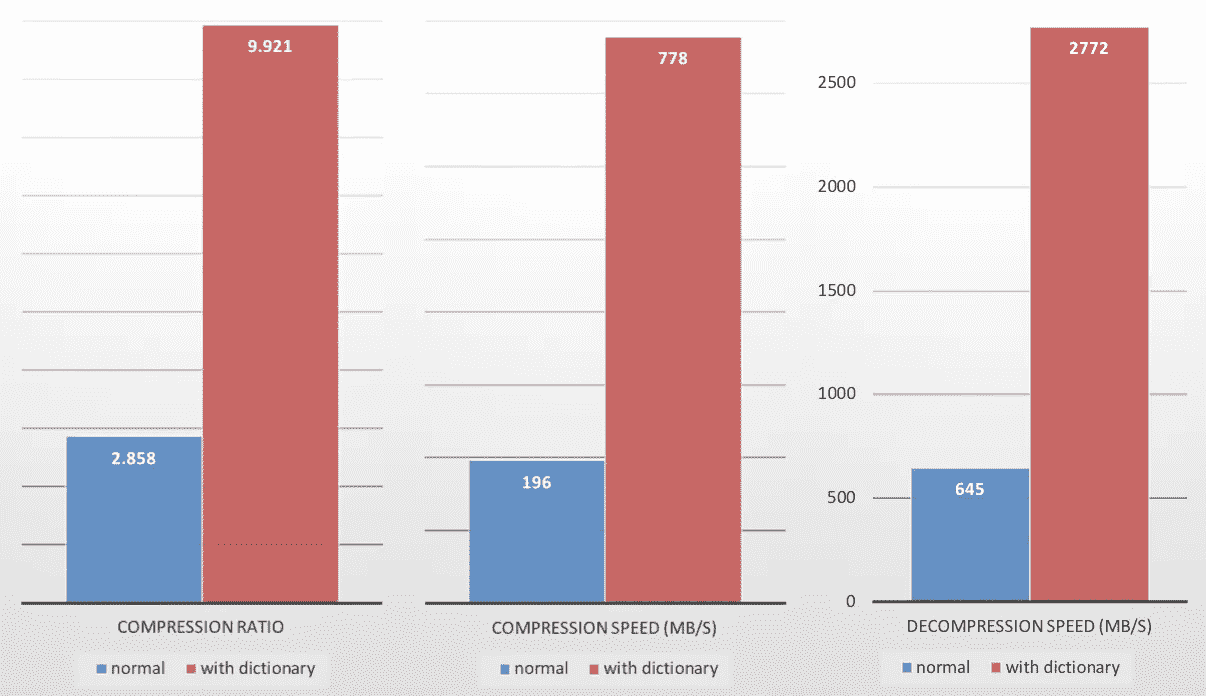 9.921
2.858
COMPRESSION RATIO
normal with dictionary
778
196
COMPRESSION SPEED (MB/S)
normal with dictionary
2772
2500
2000
1500
1000
645
500
0
DECOMPRESSION SPEED (MB/S)
normal with dictionary